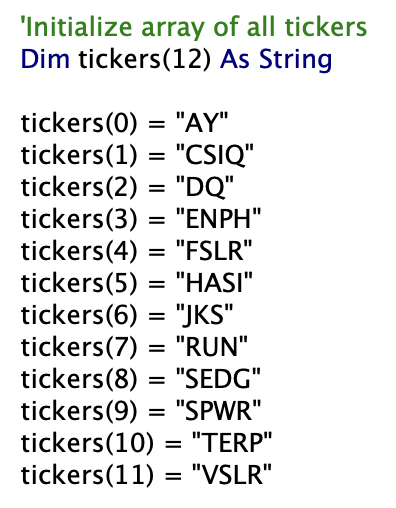 'Initialize array of all tickers
Dim tickers(12) As String
tickers(0) = "AY"
tickers(1) = "CSIQ"
tickers(2) = "DQ"
tickers(3) = "ENPH"
tickers(4) = "FSLR"
tickers(5) = "HASI"
tickers(6) = "JKS"
tickers(7) = "RUN"
tickers(8) = "SEDG"
tickers(9) = "SPWR"
tickers(10) = "TERP"
tickers(11) = "VSLR"